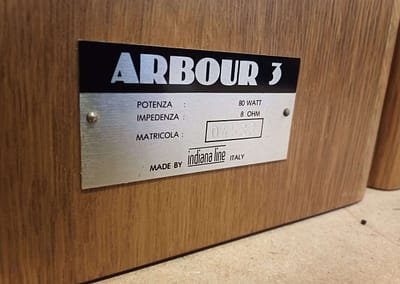 ARBOUR 3
POTENZA : 80 WATT
IMPEDENZA : 8 OHM
MATRICOLA :
MADE BY indiana line ITALY